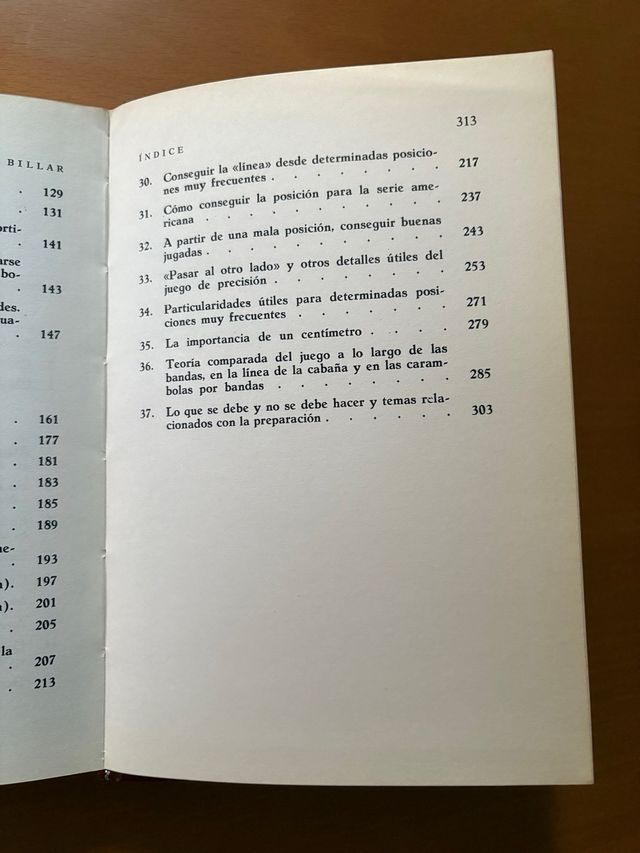 BILLAR
. 129
. 131
. 141
. 143
. 147
. 161
. 177
. 181
. 183
. 185
. 189
. 193
. 197
. 201
. 205
la
. 207
. 213
ÍNDICE 313
30. Conseguir la «línea» desde determinadas posicio-
nes muy frecuentes . . . . . . . 217
31. Cómo conseguir la posición para la serie ame-
ricana . . . . . . . . . . 237
32. A partir de una mala posición, conseguir buenas
jugadas . . . . . . . . . . 243
33. «Pasar al otro lado» y otros detalles útiles del
juego de precisión . . . . . . . 253
34. Particularidades útiles para determinadas posi-
ciones muy frecuentes . . . . . . 271
35. La importancia de un centímetro . . . . 279
36. Teoría comparada del juego a lo largo de las
bandas, en la línea de la cabaña y en las caram-
bolas por bandas . . . . . . . 285
37. Lo que se debe y no se debe hacer y temas rela-
cionados con la preparación . . . . . 303